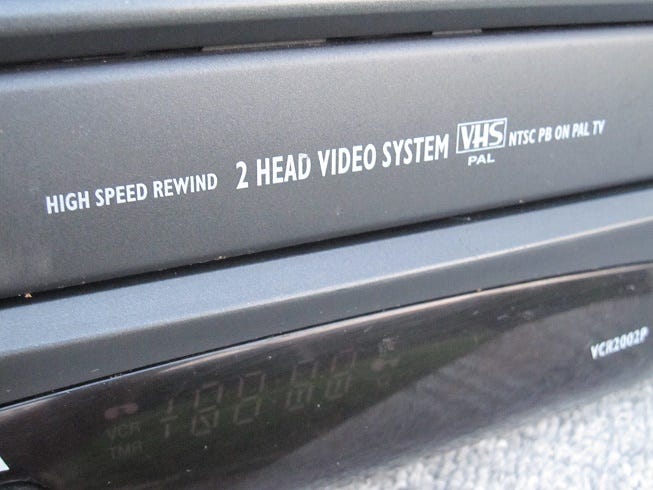 HIGH SPEED REWIND 2 HEAD VIDEO SYSTEM VHS NTSC PB ON PAL TV
PAL
VCR2002P
VCR
TMR